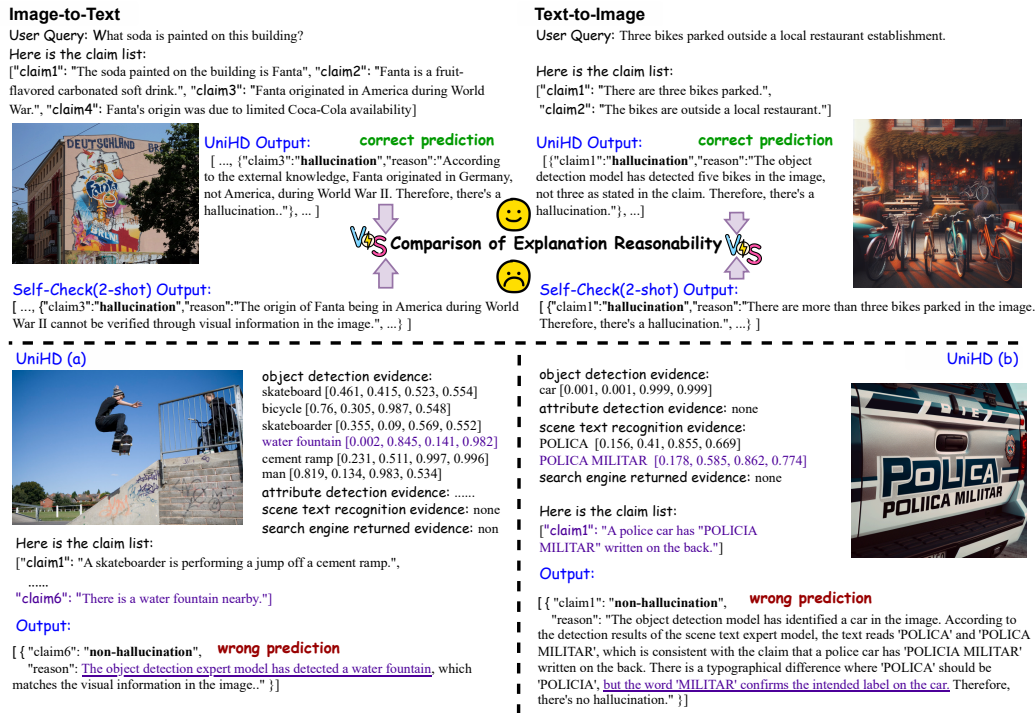 Image-to-Text
User Query: What soda is painted on this building?
Here is the claim list:
["claim1": "The soda painted on the building is Fanta", "claim2": "Fanta is a fruit-
flavored carbonated soft drink.", "claim3": "Fanta originated in America during World
War.", "claim4": Fanta's origin was due to limited Coca-Cola availability]
DEUTSCHLAND
Fanta
BERLIN
UniHD Output:
correct prediction
[ ..., {"claim3":"hallucination","reason":"According
to the external knowledge, Fanta originated in Germany,
not America, during World War II. Therefore, there's a
hallucination.."}, ... ]
Text-to-Image
User Query: Three bikes parked outside a local restaurant establishment.
Here is the claim list:
["claim1": "There are three bikes parked.",
"claim2": "The bikes are outside a local restaurant."]
UniHD Output:
correct prediction
[{"claim1":"hallucination","reason":"The object
detection model has detected five bikes in the image,
not three as stated in the claim. Therefore, there's a
hallucination."}, ...]
VS Comparison of Explanation Reasonability VS
Self-Check(2-shot) Output:
[ ..., {"claim3":"hallucination","reason":"The origin of Fanta being in America during World
War II cannot be verified through visual information in the image.", ...} ]
Self-Check(2-shot) Output:
[ {"claim1":"hallucination","reason":"There are more than three bikes parked in the image.
Therefore, there's a hallucination.", ...} ]
UniHD (a)
object detection evidence:
skateboard [0.461, 0.415, 0.523, 0.554]
bicycle [0.76, 0.305, 0.987, 0.548]
skateboarder [0.355, 0.09, 0.569, 0.552]
water fountain [0.002, 0.845, 0.141, 0.982]
cement ramp [0.231, 0.511, 0.997, 0.996]
man [0.819, 0.134, 0.983, 0.534]
attribute detection evidence: ......
scene text recognition evidence: none
search engine returned evidence: non
Here is the claim list:
["claim1": "A skateboarder is performing a jump off a cement ramp.",
......
"claim6": "There is a water fountain nearby."]
Output:
[ { "claim6": "non-hallucination", wrong prediction
"reason": The object detection expert model has detected a water fountain, which
matches the visual information in the image.." }]
UniHD (b)
object detection evidence:
car [0.001, 0.001, 0.999, 0.999]
attribute detection evidence: none
scene text recognition evidence:
POLICA [0.156, 0.41, 0.855, 0.669]
POLICA MILITAR [0.178, 0.585, 0.862, 0.774]
search engine returned evidence: none
POLICA
POLIICA MILIITAR
Here is the claim list:
["claim1": "A police car has "POLICIA
MILITAR" written on the back."]
Output:
[ { "claim1": "non-hallucination", wrong prediction
"reason": "The object detection model has identified a car in the image. According to
the detection results of the scene text expert model, the text reads 'POLICA' and 'POLICA
MILITAR', which is consistent with the claim that a police car has 'POLICIA MILITAR'
written on the back. There is a typographical difference where 'POLICA' should be
'POLICIA', but the word 'MILITAR' confirms the intended label on the car. Therefore,
there's no hallucination." }]